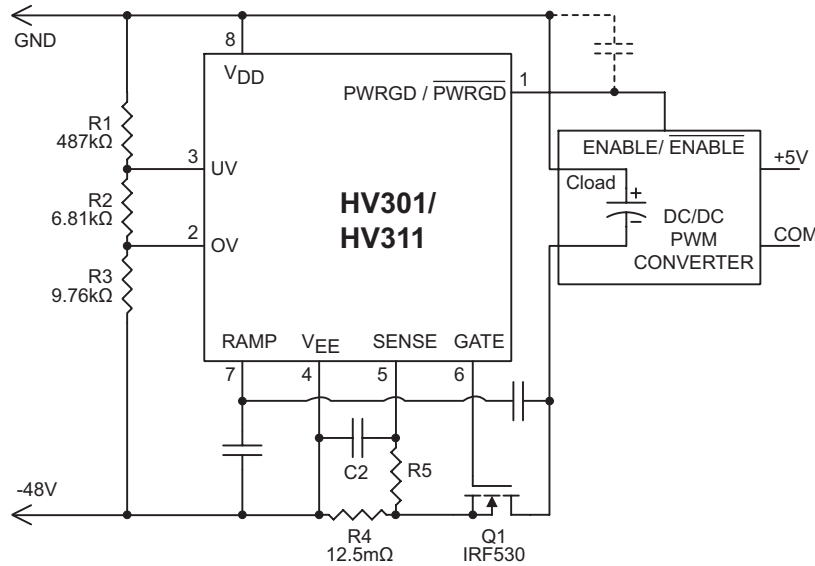 GND
8
VDD
PWRGD / PWRGD
1
R1
487kΩ
3
UV
ENABLE/ ENABLE
+5V
Cload
+
−
R2
6.81kΩ
HV301/
HV311
DC/DC
PWM
CONVERTER
2
OV
COM
R3
9.76kΩ
RAMP
VEE
SENSE
GATE
7
4
5
6
C2
R5
-48V
R4
12.5mΩ
Q1
IRF530